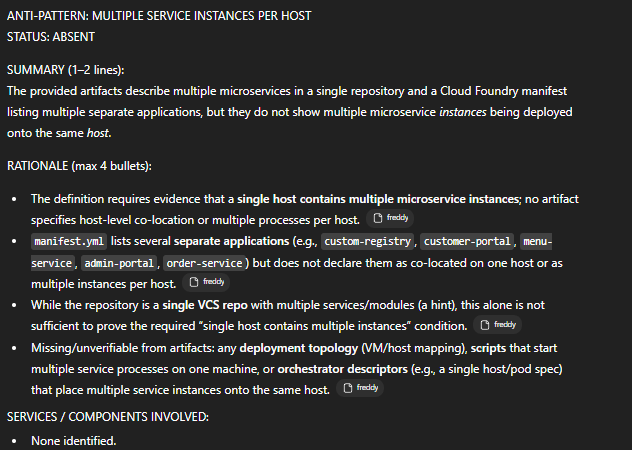 ANTI-PATTERN: MULTIPLE SERVICE INSTANCES PER HOST
STATUS: ABSENT
SUMMARY (1–2 lines):
The provided artifacts describe multiple microservices in a single repository and a Cloud Foundry manifest
listing multiple separate applications, but they do not show multiple microservice instances being deployed
onto the same host.
RATIONALE (max 4 bullets):
• The definition requires evidence that a single host contains multiple microservice instances; no artifact
specifies host-level co-location or multiple processes per host. freddy
• manifest.yml lists several separate applications (e.g., custom-registry, customer-portal, menu-
service, admin-portal, order-service) but does not declare them as co-located on one host or as
multiple instances per host. freddy
• While the repository is a single VCS repo with multiple services/modules (a hint), this alone is not
sufficient to prove the required “single host contains multiple instances” condition. freddy
• Missing/unverifiable from artifacts: any deployment topology (VM/host mapping), scripts that start
multiple service processes on one machine, or orchestrator descriptors (e.g., a single host/pod spec)
that place multiple service instances onto the same host. freddy
SERVICES / COMPONENTS INVOLVED:
• None identified.